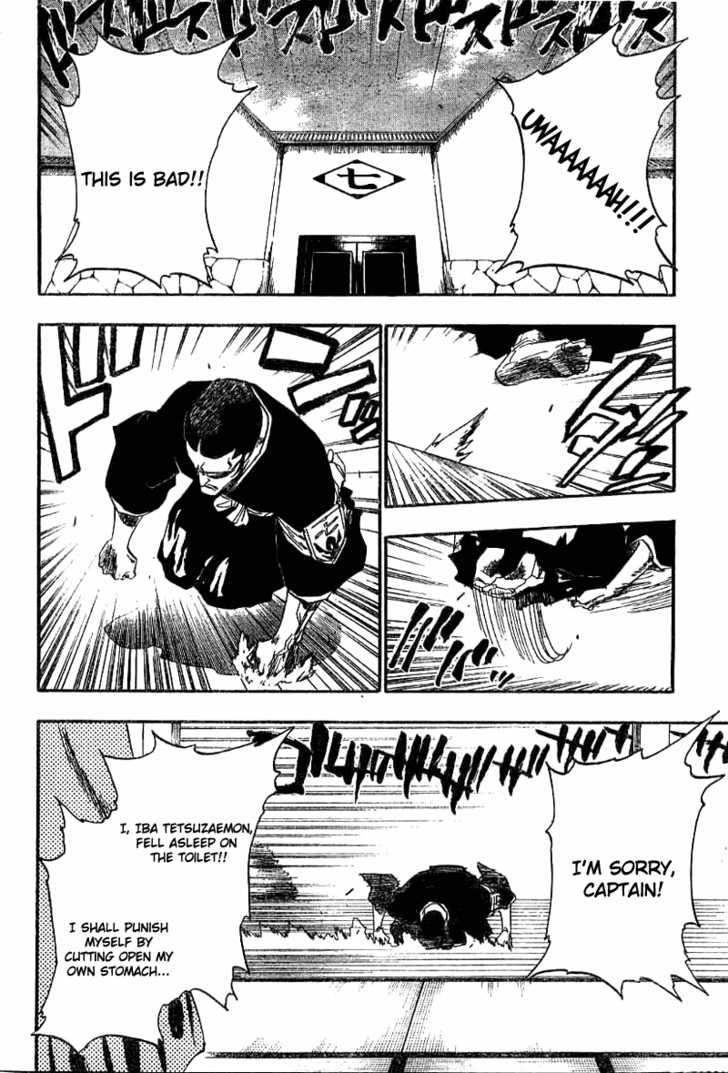 UWAAAAAAH!!!
THIS IS BAD!!
七
I'M SORRY,
CAPTAIN!
I, IBA TETSUZAEMON,
FELL ASLEEP ON
THE TOILET!!
I SHALL PUNISH
MYSELF BY
CUTTING OPEN MY
OWN STOMACH...